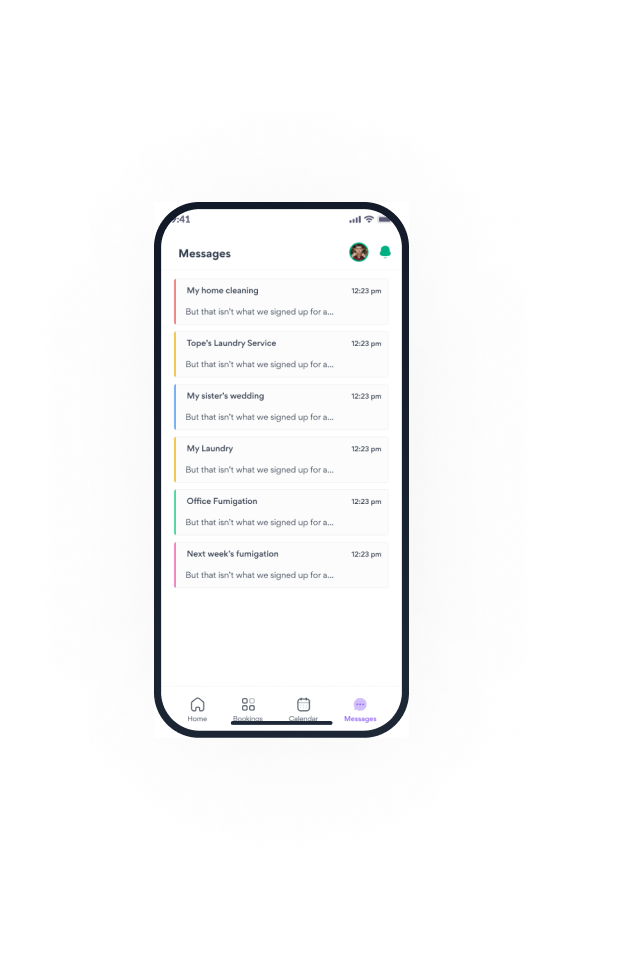 9:41
Messages
My home cleaning 12:23 pm
But that isn't what we signed up for a...
Tope's Laundry Service 12:23 pm
But that isn't what we signed up for a...
My sister's wedding 12:23 pm
But that isn't what we signed up for a...
My Laundry 12:23 pm
But that isn't what we signed up for a...
Office Fumigation 12:23 pm
But that isn't what we signed up for a...
Next week's fumigation 12:23 pm
But that isn't what we signed up for a...
Home Bookings Calendar Messages